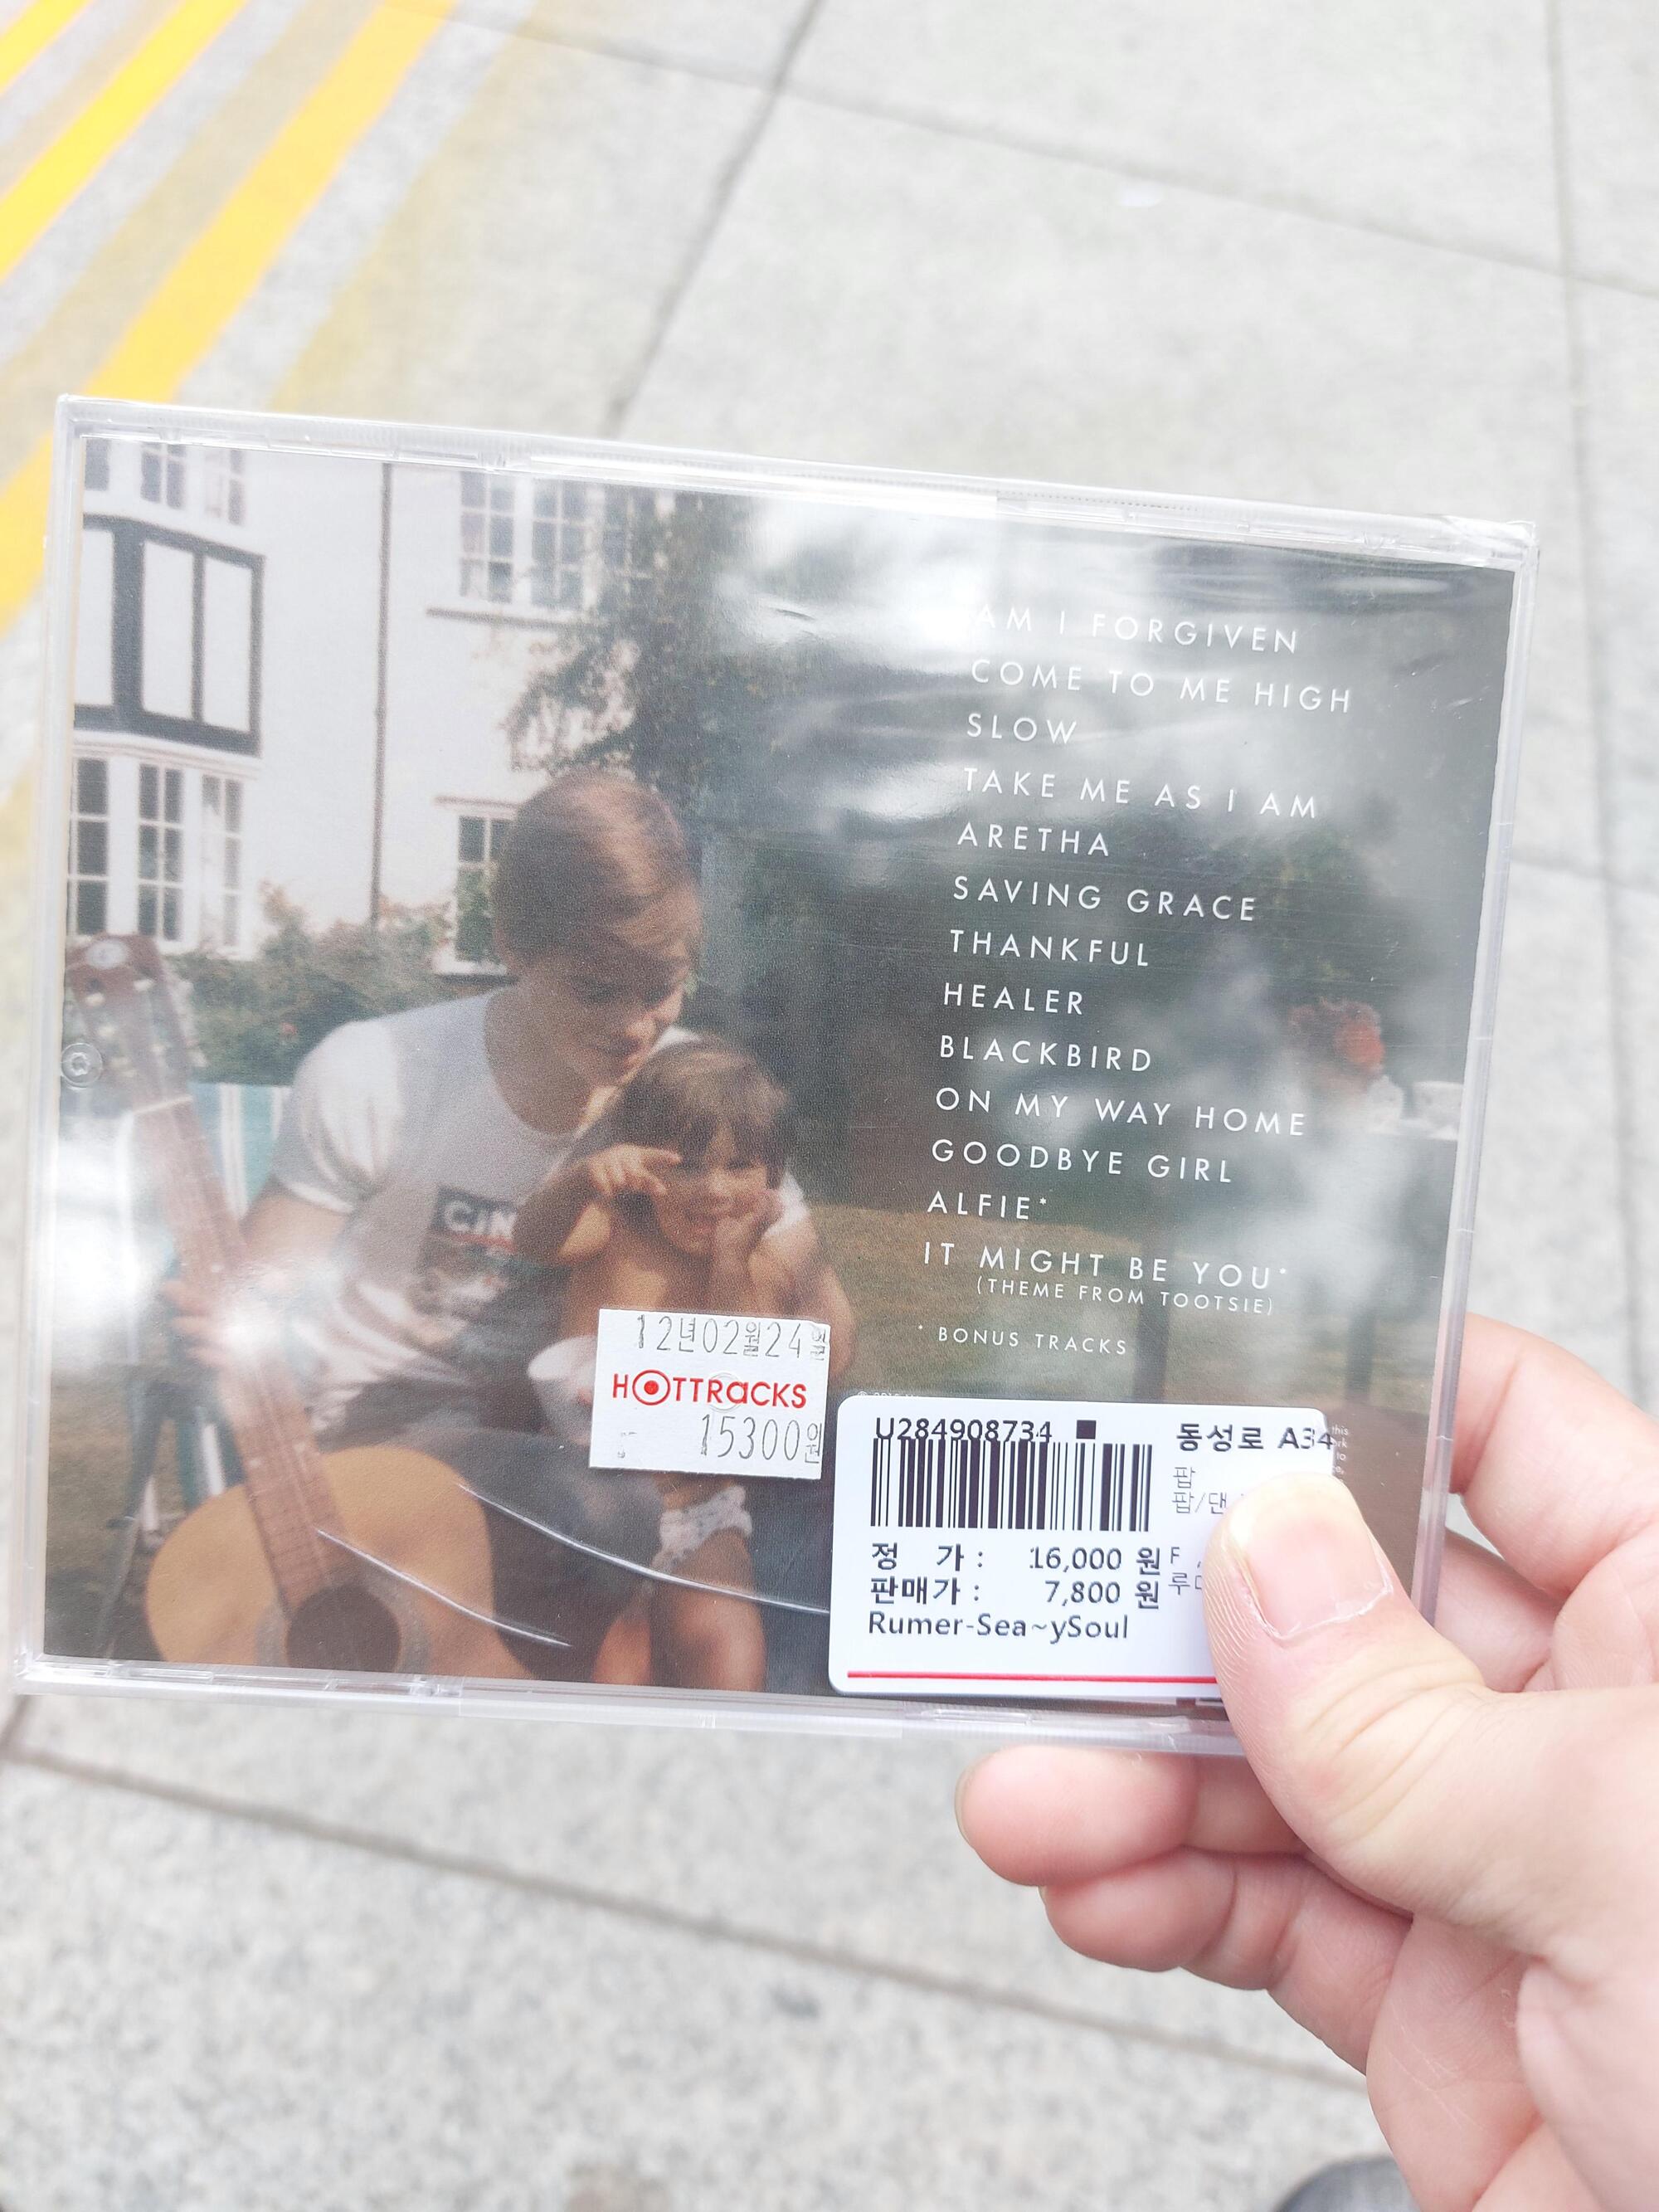 AM I FORGIVEN
COME TO ME HIGH
SLOW
TAKE ME AS I AM
ARETHA
SAVING GRACE
THANKFUL
HEALER
BLACKBIRD
ON MY WAY HOME
GOODBYE GIRL
ALFIE*
IT MIGHT BE YOU*
(THEME FROM TOOTSIE)
* BONUS TRACKS
CIN
12년02월24일
HOTTRACKS
15300원
U284908734 ■ 동성로 A34
팝
팝/댄
정 가 : 16,000 원
판매가 : 7,800 원
Rumer-Sea~ySoul